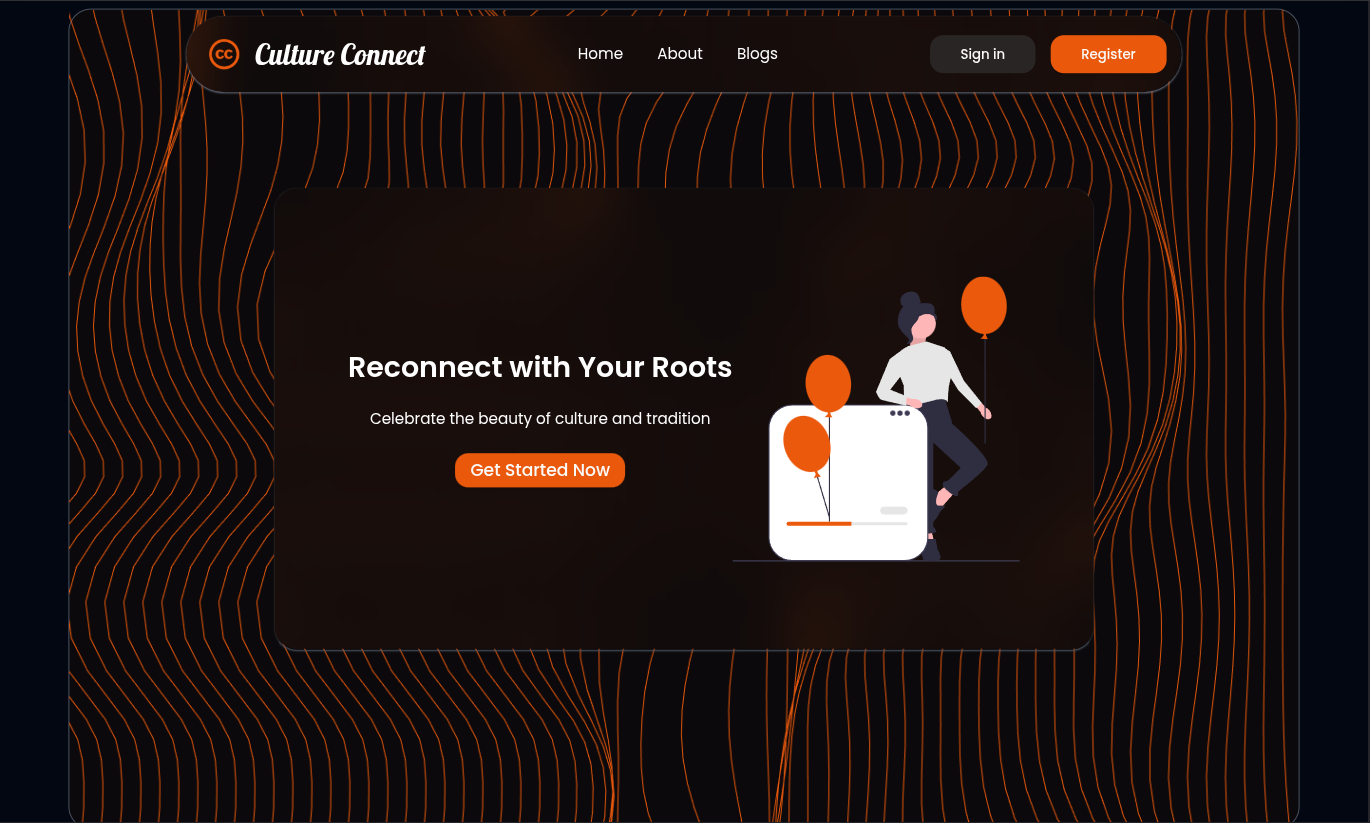 CC
Culture Connect
Home
About
Blogs
Sign in
Register
Reconnect with Your Roots
Celebrate the beauty of culture and tradition
Get Started Now